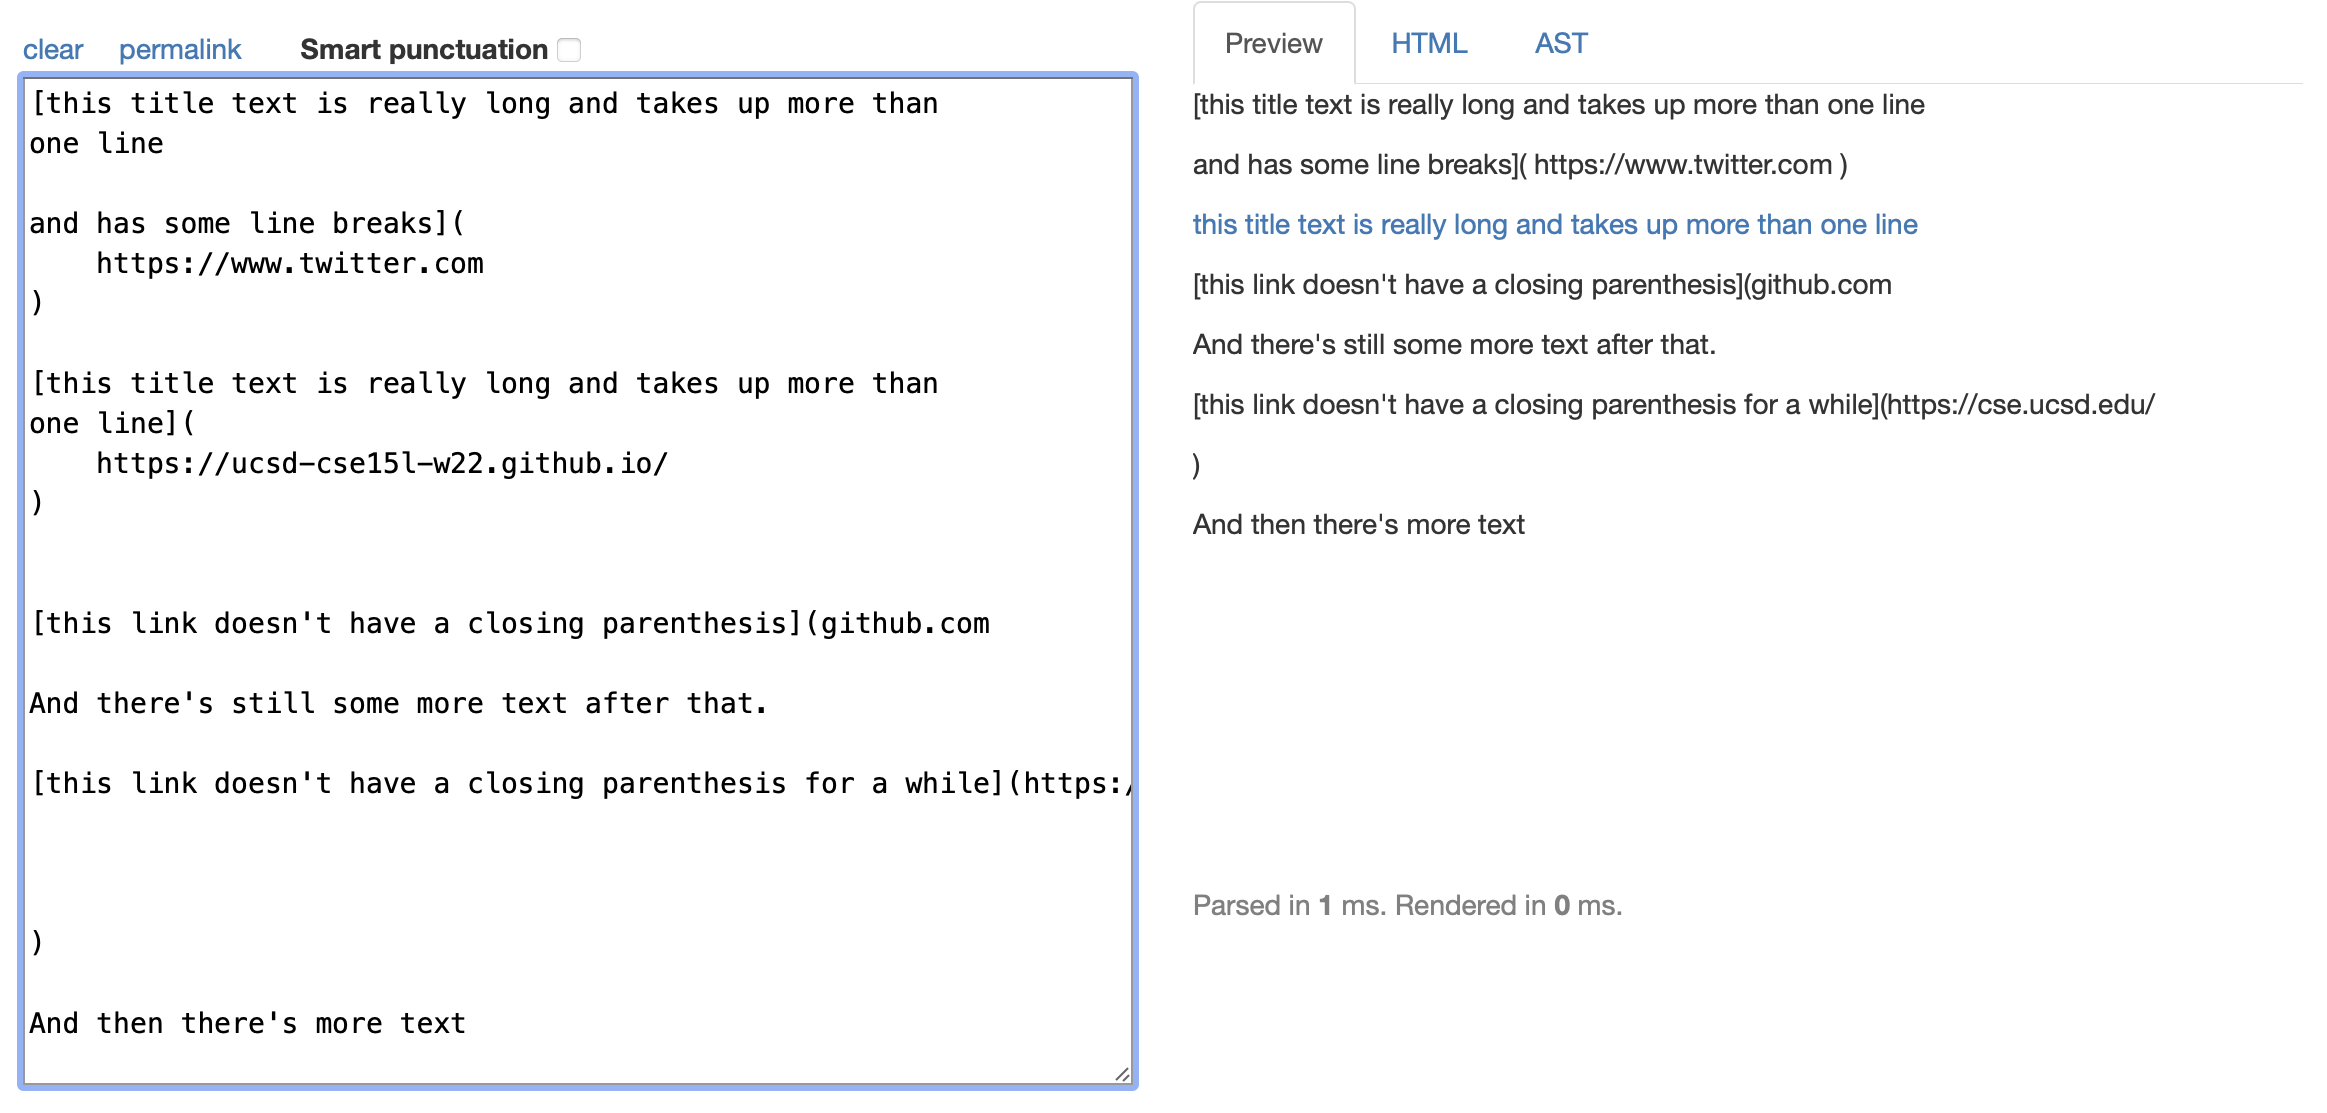 clear permalink Smart punctuation
[this title text is really long and takes up more than
one line
and has some line breaks](
https://www.twitter.com
)
[this title text is really long and takes up more than
one line](
https://ucsd-cse15l-w22.github.io/
)
[this link doesn't have a closing parenthesis](github.com
And there's still some more text after that.
[this link doesn't have a closing parenthesis for a while](https:/
)
And then there's more text
Preview HTML AST
[this title text is really long and takes up more than one line
and has some line breaks]( https://www.twitter.com )
this title text is really long and takes up more than one line
[this link doesn't have a closing parenthesis](github.com
And there's still some more text after that.
[this link doesn't have a closing parenthesis for a while](https://cse.ucsd.edu/
)
And then there's more text
Parsed in 1 ms. Rendered in 0 ms.